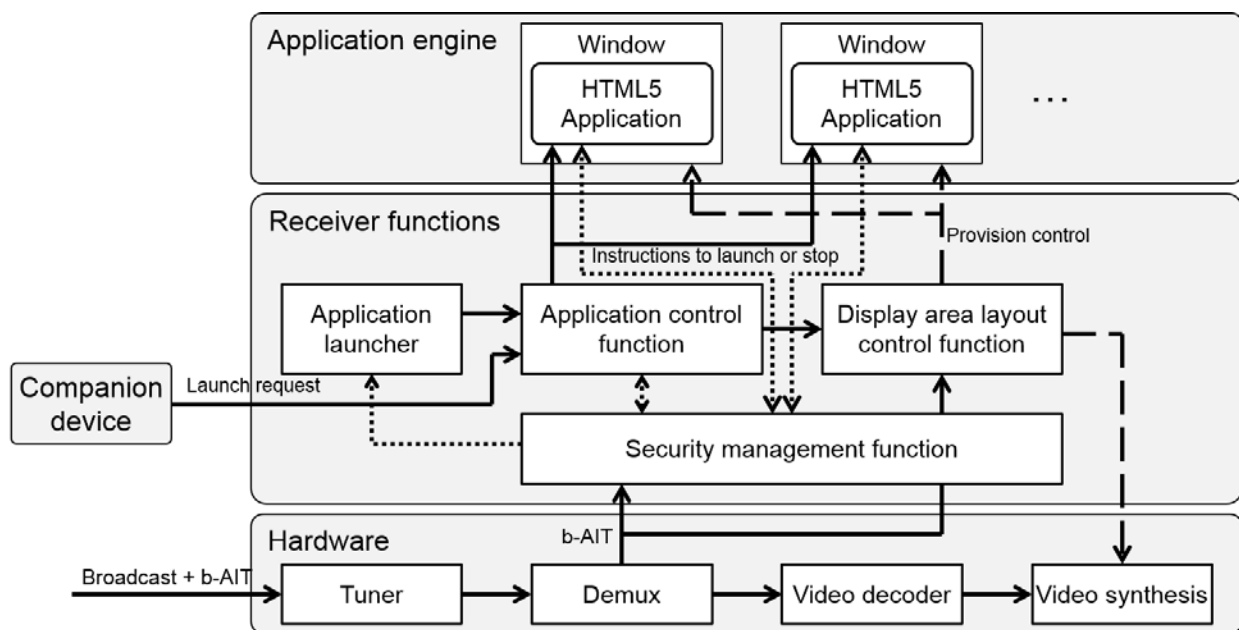 Application engine
Window
HTML5
Application
Window
HTML5
Application
...
Receiver functions
Instructions to launch or stop
Provision control
Application
launcher
Application control
function
Display area layout
control function
Companion
device
Launch request
Security management function
Hardware
b-AIT
Broadcast + b-AIT
Tuner
Demux
Video decoder
Video synthesis